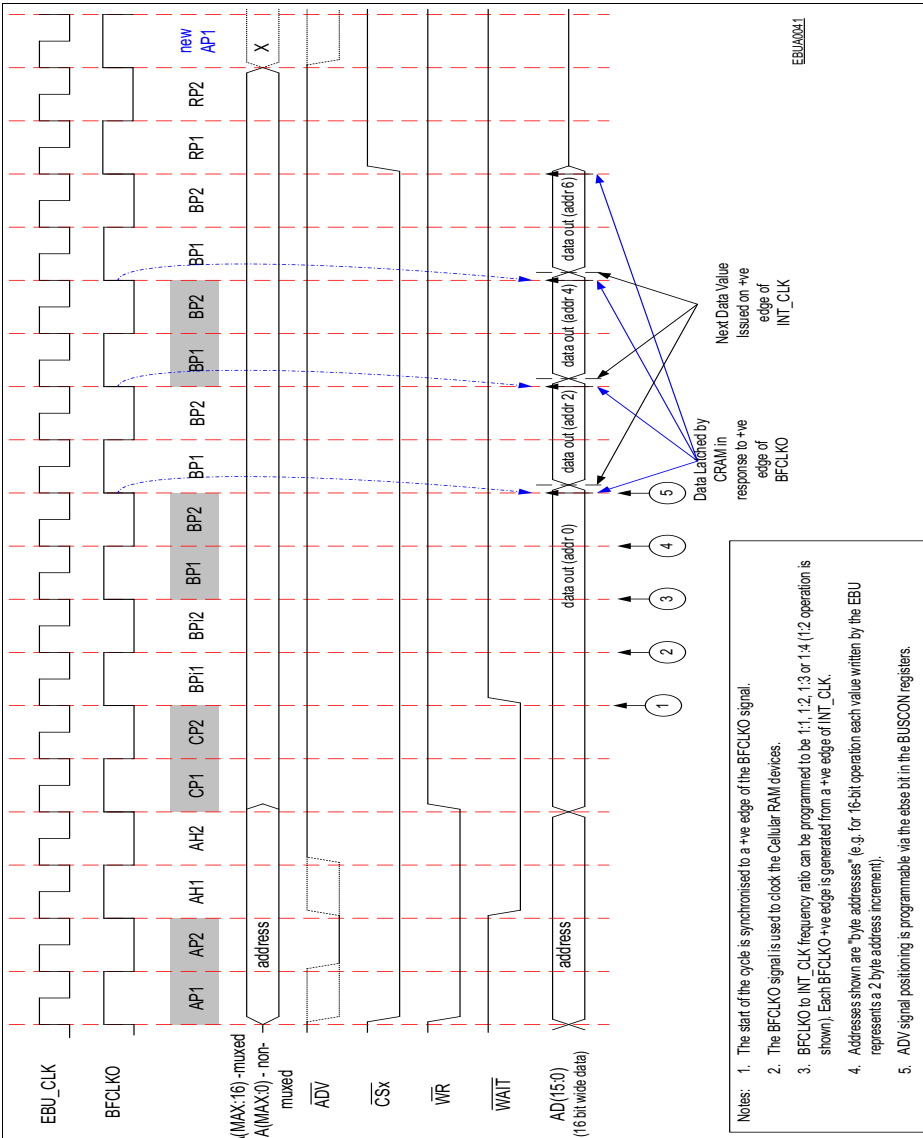 EBU_CLK
BFCLKO
AP1 AP2 AH1 AH2 CP1 CP2 BPi1 BPi2 BP1 BP2 BP1 BP2 BP1 BP2 BP1 BP2 RP1 RP2 new
AP1
A(MAX:16) -muxed
A(MAX:0) - non-
muxed
address
X
ADV
CSx
WR
WAIT
AD(15:0)
(16 bit wide data)
address
data out (addr 0)
data out (addr 2)
data out (addr 4)
data out (addr 6)
1
2
3
4
5
Data Latched by
CRAM in
response to +ve
edge of
BFCLKO
Next Data Value
Issued on +ve
edge of
INT_CLK
Notes: 1. The start of the cycle is synchronised to a +ve edge of the BFCLKO signal.
2. The BFCLKO signal is used to clock the Cellular RAM devices.
3. BFCLKO to INT_CLK frequency ratio can be programmed to be 1:1, 1:2, 1:3 or 1:4 (1:2 operation is
shown). Each BFCLKO +ve edge is generated from a +ve edge of INT_CLK.
4. Addresses shown are "byte addresses" (e.g. for 16-bit operation each value written by the EBU
represents a 2 byte address increment).
5. ADV signal positioning is programmable via the ebse bit in the BUSCON registers.
EBUA0041